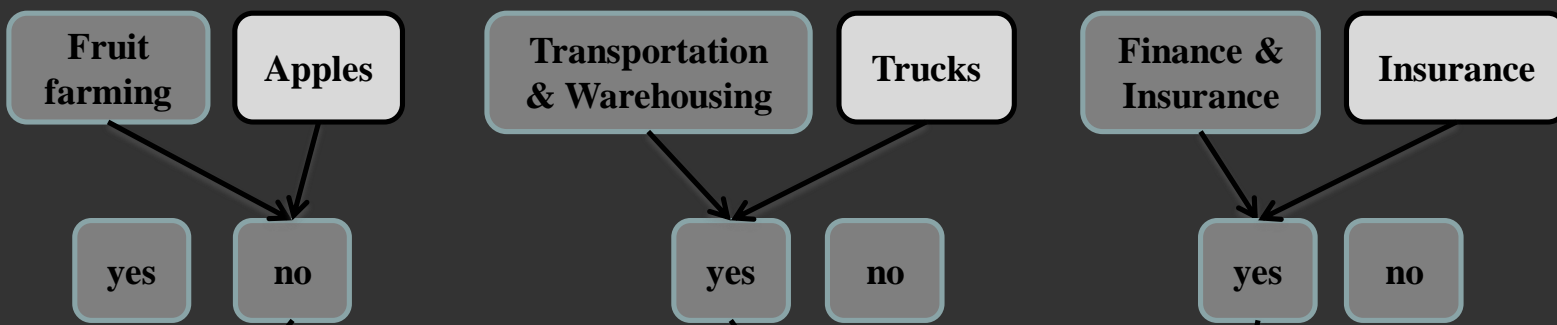 Fruit
farming
Apples
Transportation
& Warehousing
Trucks
Finance &
Insurance
Insurance
yes
no
yes
no
yes
no